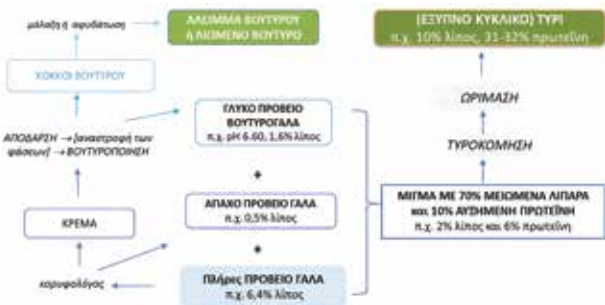 μάλαξη ή αφυδάτωση
ΑΛΕΙΜΜΑ ΒΟΥΤΥΡΟΥ
ή ΛΙΩΜΕΝΟ ΒΟΥΤΥΡΟ
ΚΟΚΚΟΙ ΒΟΥΤΥΡΟΥ
ΑΠΟΔΑΡΣΗ → [αναστροφή των
φάσεων] → ΒΟΥΤΥΡΟΠΟΙΗΣΗ
ΚΡΕΜΑ
κορυφολόγος
ΓΛΥΚΟ ΠΡΟΒΕΙΟ
ΒΟΥΤΥΡΟΓΑΛΑ
π.χ. pH 6.60, 1,6% λίπος
+
ΑΠΑΧΟ ΠΡΟΒΕΙΟ ΓΑΛΑ
π.χ. 0,5% λίπος
+
Πλήρες ΠΡΟΒΕΙΟ ΓΑΛΑ
π.χ. 6,4% λίπος
(ΕΞΥΠΝΟ ΚΥΚΛΙΚΟ) ΤΥΡΙ
π.χ. 10% λίπος, 31-32% πρωτεΐνη
ΩΡΙΜΑΣΗ
ΤΥΡΟΚΟΜΗΣΗ
ΜΙΓΜΑ ΜΕ 70% ΜΕΙΩΜΕΝΑ ΛΙΠΑΡΑ
και 10% ΑΥΞΗΜΕΝΗ ΠΡΩΤΕΪΝΗ
π.χ. 2% λίπος και 6% πρωτεΐνη